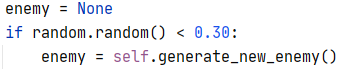 enemy = None
if random.random() < 0.30:
    enemy = self.generate_new_enemy()